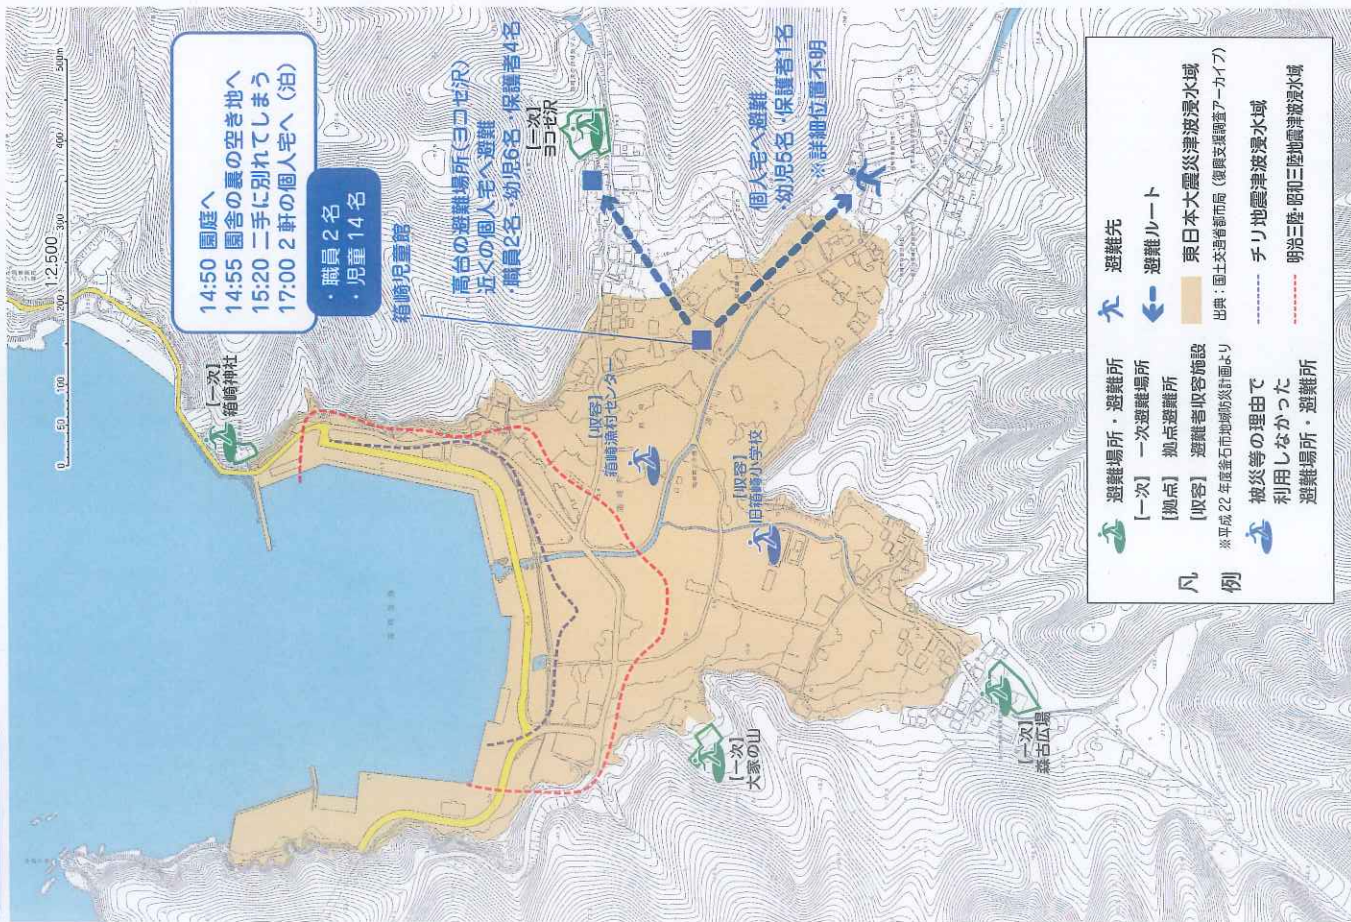 14:50 園庭へ
14:55 園舎の裏の空き地へ
15:20 二手に別れてしまう
17:00 2 軒の個人宅へ（泊）
・職員 2 名
・児童 14 名
箱崎児童館
高台の避難場所(ヨコセ沢)
近くの個人宅へ避難
職員2名・幼児6名・保護者4名
【一次】
ヨコセ沢
個人宅へ避難
・幼児5名・保護者1名
※詳細位置不明
【一次】
箱崎神社
【収容】
箱崎漁村センター
【収容】
旧箱崎小学校
【一次】
大家の山
【一次】
森古広場
1:2,500
0 50 100 200 300 400 500m
凡例
避難場所・避難所
【一次】 一次避難場所
【拠点】 拠点避難所
【収容】 避難者収容施設
※平成 22 年度釜石市地域防災計画より
被災等の理由で
利用しなかった
避難場所・避難所
避難先
避難ルート
東日本大震災津波浸水域
出典：国土交通省都市局（復興支援調査アーカイブ）
チリ地震津波浸水域
明治三陸・昭和三陸地震津波浸水域